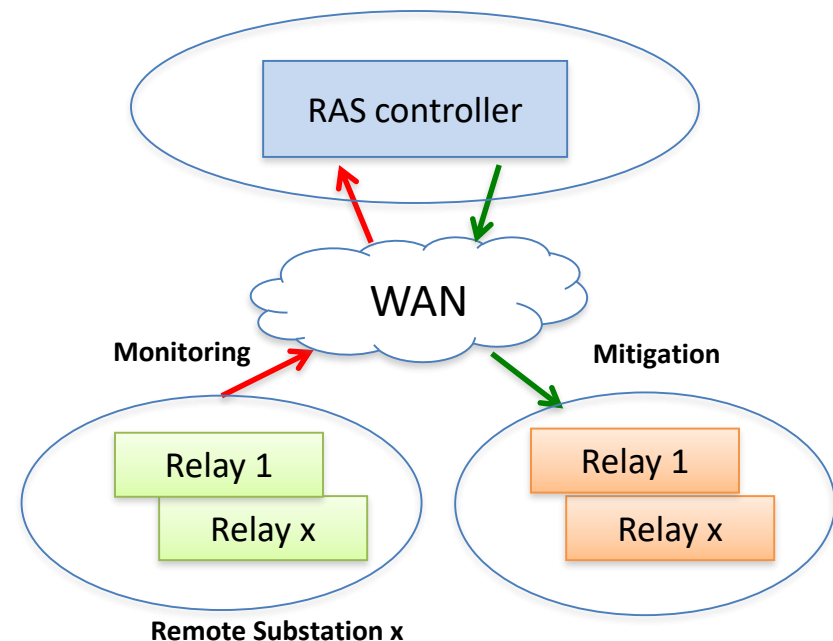 RAS controller
WAN
Monitoring
Mitigation
Relay 1
Relay x
Relay 1
Relay x
Remote Substation x